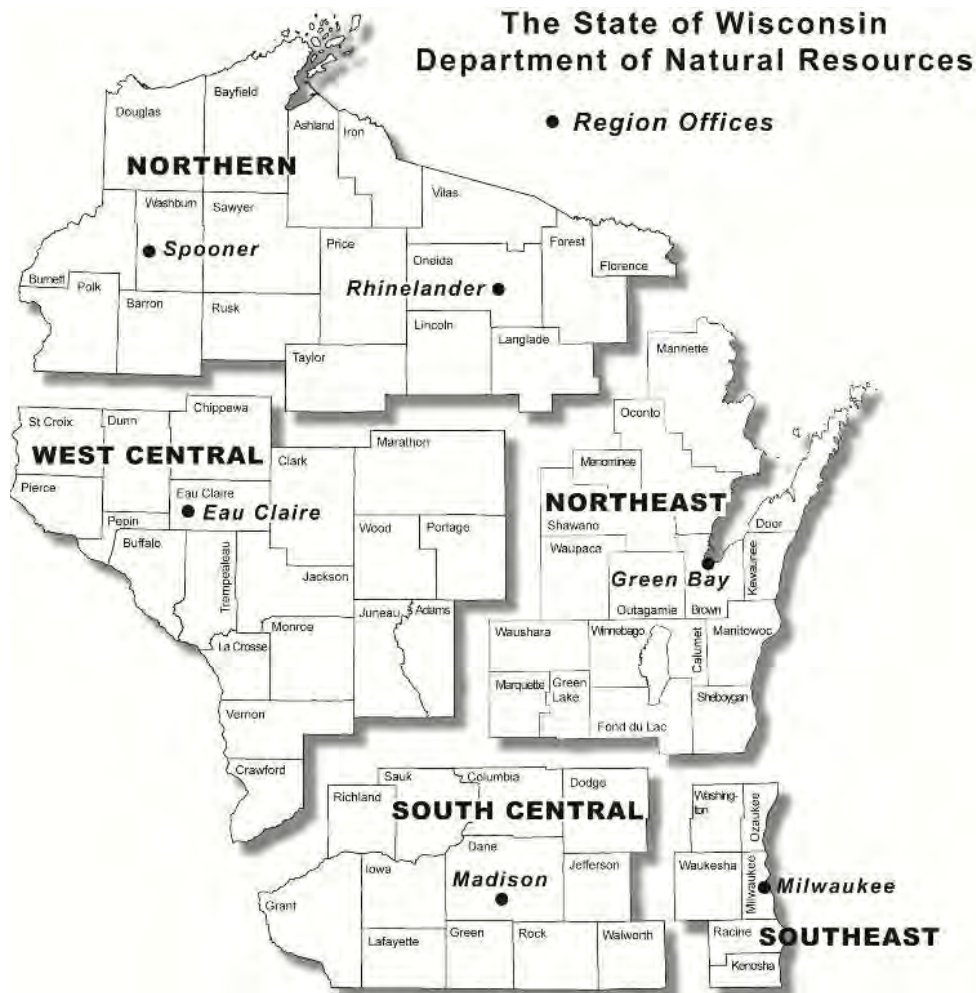 The State of Wisconsin
Department of Natural Resources
Region Offices
Bayfield
Douglas
Ashland
Iron
NORTHERN
Vilas
Washburn
Sawyer
Spooner
Price
Forest
Oneida
Florence
Burnett
Polk
Rhinelander
Barron
Rusk
Lincoln
Langlade
Taylor
Mannette
Chippewa
St Croix
Dunn
Oconto
WEST CENTRAL
Marathon
Clark
Menominee
Pierce
Eau Claire
Eau Claire
NORTHEAST
Pepin
Wood
Portage
Shawano
Door
Buffalo
Waupaca
Kewaunee
Trempealeau
Jackson
Green Bay
Juneau
Adams
Outagamie
Brown
Monroe
Waushara
Winnebago
Calumet
Manitowoc
La Crosse
Marquette
Green
Lake
Sheboygan
Vernon
Fond du Lac
Crawford
Sauk
Columbia
Dodge
Richland
SOUTH CENTRAL
Washing-
ton
Ozaukee
Dane
Iowa
Jefferson
Waukesha
Madison
Milwaukee
Milwaukee
Grant
Lafayette
Green
Rock
Walworth
Racine
SOUTHEAST
Kenosha